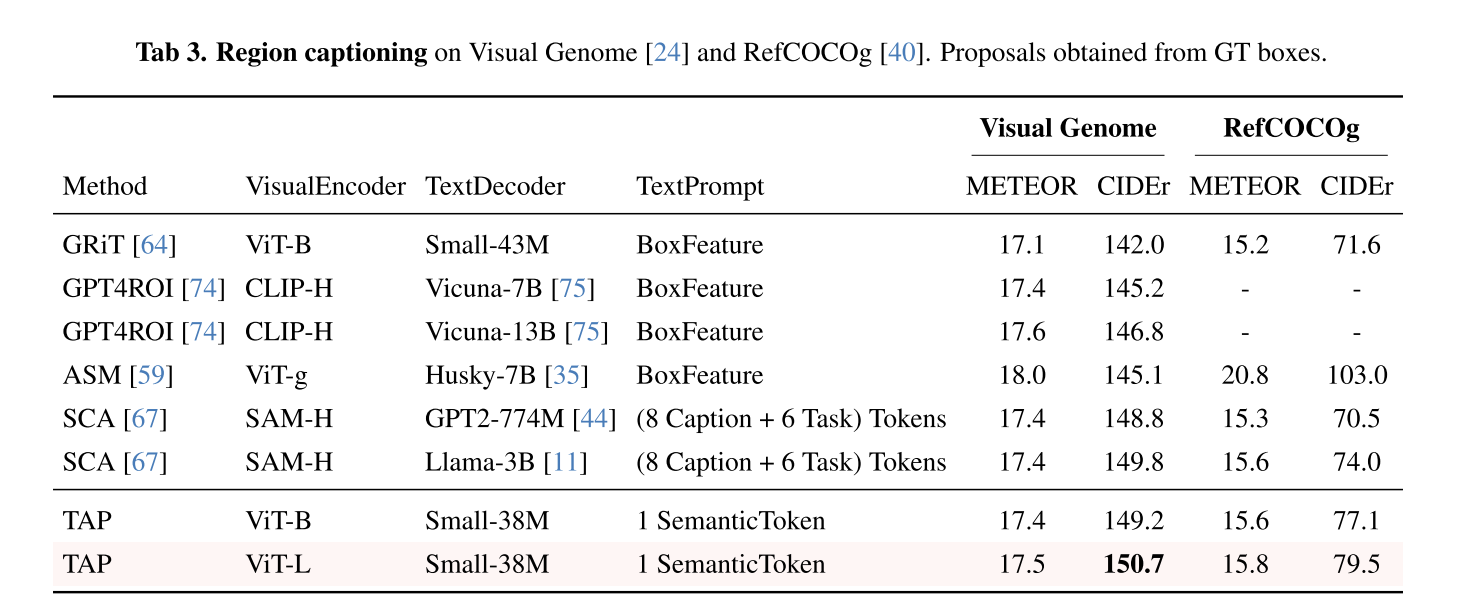 Tab 3. Region captioning on Visual Genome [24] and RefCOCOg [40]. Proposals obtained from GT boxes.
Visual Genome RefCOCOg
Method VisualEncoder TextDecoder TextPrompt METEOR CIDEr METEOR CIDEr
GRiT [64] ViT-B Small-43M BoxFeature 17.1 142.0 15.2 71.6
GPT4ROI [74] CLIP-H Vicuna-7B [75] BoxFeature 17.4 145.2 - -
GPT4ROI [74] CLIP-H Vicuna-13B [75] BoxFeature 17.6 146.8 - -
ASM [59] ViT-g Husky-7B [35] BoxFeature 18.0 145.1 20.8 103.0
SCA [67] SAM-H GPT2-774M [44] (8 Caption + 6 Task) Tokens 17.4 148.8 15.3 70.5
SCA [67] SAM-H Llama-3B [11] (8 Caption + 6 Task) Tokens 17.4 149.8 15.6 74.0
TAP ViT-B Small-38M 1 SemanticToken 17.4 149.2 15.6 77.1
TAP ViT-L Small-38M 1 SemanticToken 17.5 150.7 15.8 79.5